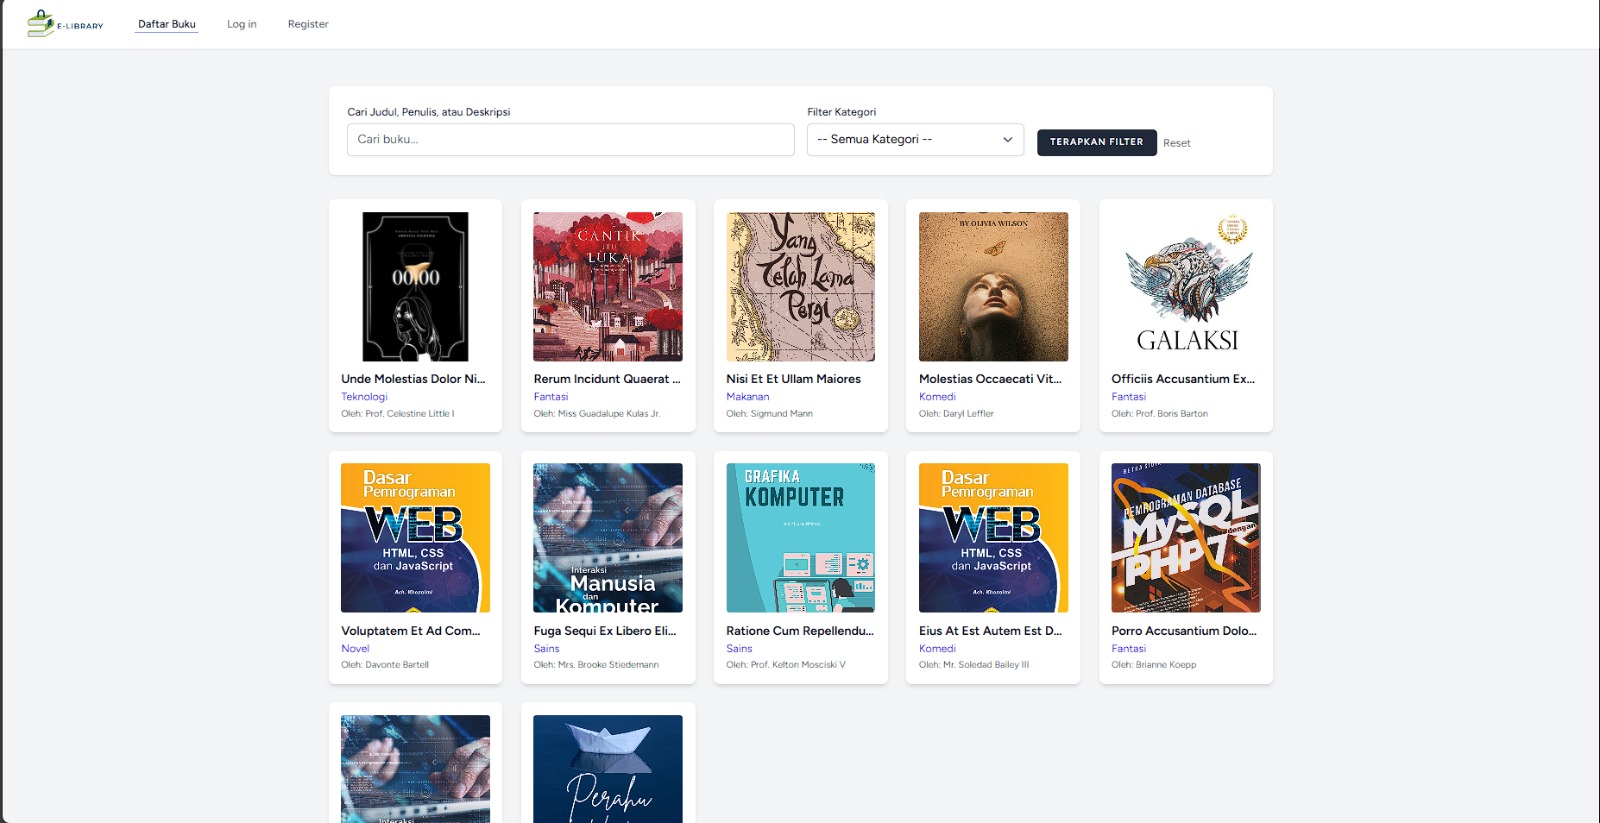 E-LIBRARY
Daftar Buku
Log in
Register
Cari Judul, Penulis, atau Deskripsi
Filter Kategori
Cari buku...
-- Semua Kategori --
TERAPKAN FILTER
Reset
00.00
CANTIK
ITU
LUKA
Yang
Telah Lama
Pergi
BY OLIVIA WILSON
GALAKSI
Unde Molestias Dolor Ni...
Teknologi
Oleh: Prof. Celestine Little I
Rerum Incidunt Quaerat ...
Fantasi
Oleh: Miss Guadalupe Kulas Jr.
Nisi Et Et Ullam Maiores
Makanan
Oleh: Sigmund Mann
Molestias Occaecati Vit...
Komedi
Oleh: Daryl Leffler
Officiis Accusantium Ex...
Fantasi
Oleh: Prof. Boris Barton
Dasar
Pemrograman
WEB
HTML, CSS
dan JavaScript
Ach. Khozaimi
Interaksi
Manusia
dan
Komputer
GRAFIKA
KOMPUTER
Dasar
Pemrograman
WEB
HTML, CSS
dan JavaScript
Ach. Khozaimi
PEMROGRAMAN DATABASE
MySQL
dengan
PHP7
Voluptatem Et Ad Com...
Novel
Oleh: Davonte Bartell
Fuga Sequi Ex Libero Eli...
Sains
Oleh: Mrs. Brooke Stiedemann
Ratione Cum Repellendu...
Sains
Oleh: Prof. Kelton Mosciski V
Eius At Est Autem Est D...
Komedi
Oleh: Mr. Soledad Bailey III
Porro Accusantium Dolo...
Fantasi
Oleh: Brianne Koepp
Interaksi
Perahu